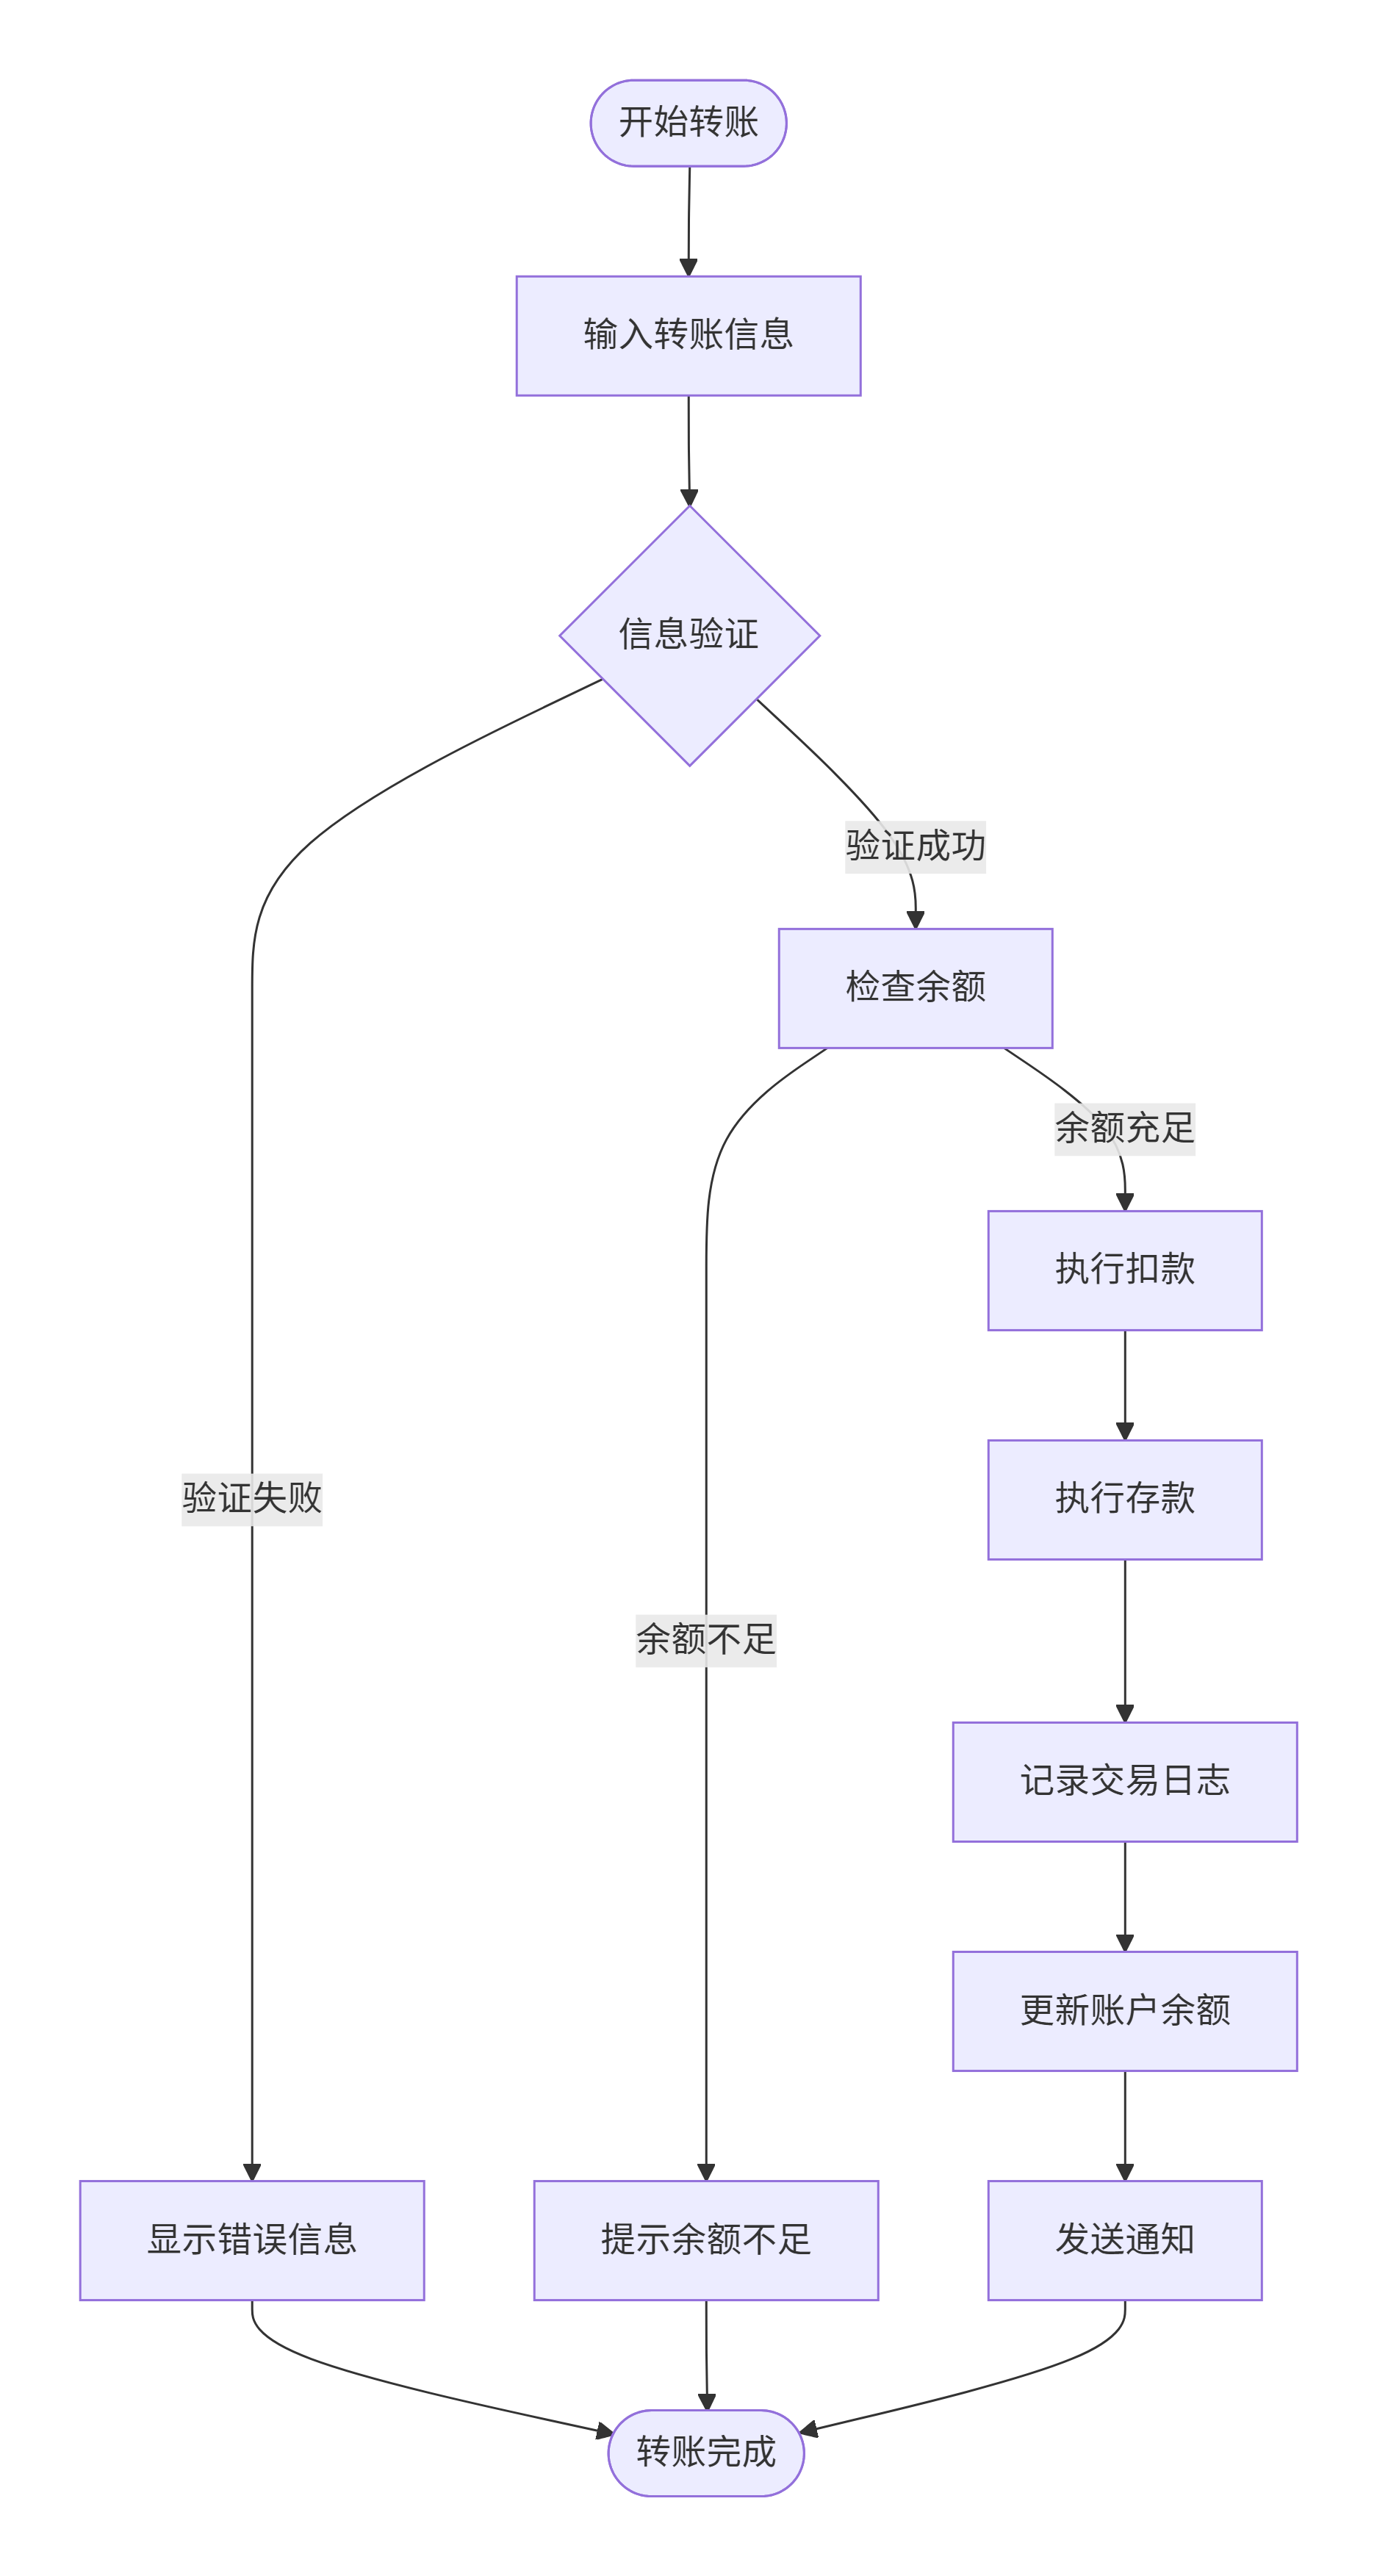 开始转账
输入转账信息
信息验证
验证成功
检查余额
余额充足
执行扣款
验证失败
执行存款
余额不足
记录交易日志
更新账户余额
显示错误信息
提示余额不足
发送通知
转账完成